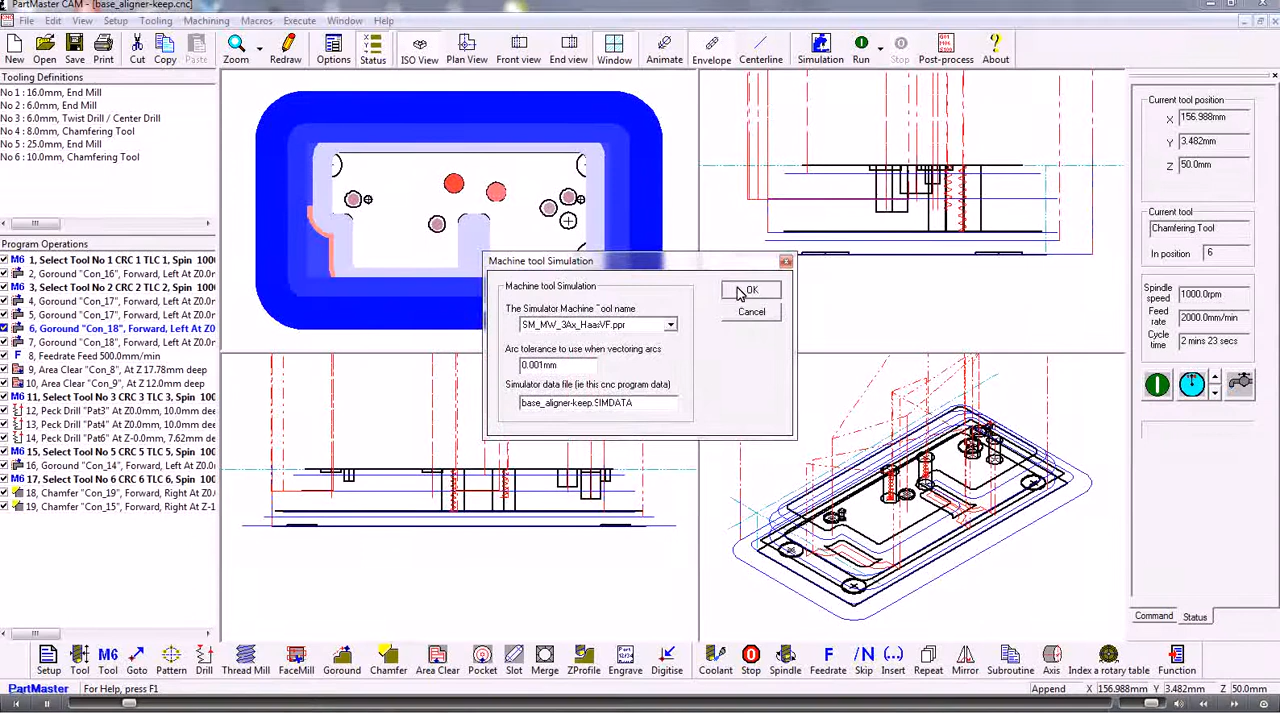 PartMaster CAM - [base_aligner-keep.cnc]
File Edit View Setup Tooling Machining Macros Execute Window Help
New Open Save Print Cut Copy Paste Zoom Redraw Options Status ISO View Plan View Front view End view Window Animate Envelope Centerline Simulation Run Stop Post-process About
Tooling Definitions
No 1 : 16.0mm, End Mill
No 2 : 6.0mm, End Mill
No 3 : 6.0mm, Twist Drill / Center Drill
No 4 : 8.0mm, Chamfering Tool
No 5 : 25.0mm, End Mill
No 6 : 10.0mm, Chamfering Tool
Program Operations
M6 1, Select Tool No 1 CRC 1 TLC 1, Spin 100
2, Goround "Con_16", Forward, Left At Z0.0
M6 3, Select Tool No 2 CRC 2 TLC 2, Spin 100
4, Goround "Con_17", Forward, Left At Z0.0
5, Goround "Con_17", Forward, Left At Z0.0
6, Goround "Con_18", Forward, Left At Z0
7, Goround "Con_18", Forward, Left At Z0.0
F 8, Feedrate Feed 500.0mm/min
9, Area Clear "Con_8", At Z 17.78mm deep
10, Area Clear "Con_9", At Z 12.0mm deep
M6 11, Select Tool No 3 CRC 3 TLC 3, Spin 100
12, Peck Drill "Pat3" At Z0.0mm, 10.0mm dee
13, Peck Drill "Pat5" At Z0.0mm, 10.0mm dee
14, Peck Drill "Pat6" At Z-0.0mm, 7.62mm dee
M6 15, Select Tool No 5 CRC 5 TLC 5, Spin 100
16, Goround "Con_14", Forward, Left At Z0.0
M6 17, Select Tool No 6 CRC 6 TLC 6, Spin 100
18, Chamfer "Con_19", Forward, Right At Z0
19, Chamfer "Con_15", Forward, Right At Z-1
Machine tool Simulation
Machine tool Simulation
The Simulator Machine Tool name
SM_MW_3Ax_HaasVF.ppr
Arc tolerance to use when vectoring arcs
0.001mm
Simulator data file (ie this cnc program data)
base_aligner-keep.SIMDATA
OK
Cancel
Current tool position
X 156.988mm
Y 3.482mm
Z 50.0mm
Current tool
Chamfering Tool
In position 6
Spindle speed 1000.0rpm
Feed rate 2000.0mm/min
Cycle time 2 mins 23 secs
Command Status
Setup Tool M6 Tool Goto Pattern Drill Thread Mill FaceMill Goround Chamfer Area Clear Pocket Slot Merge ZProfile Engrave Digitise Coolant Stop Spindle F Feedrate /N Skip (..) Insert Repeat Mirror Subroutine Axis Index a rotary table Function
PartMaster For Help, press F1 Append X 156.988mm Y 3.482mm Z 50.0mm